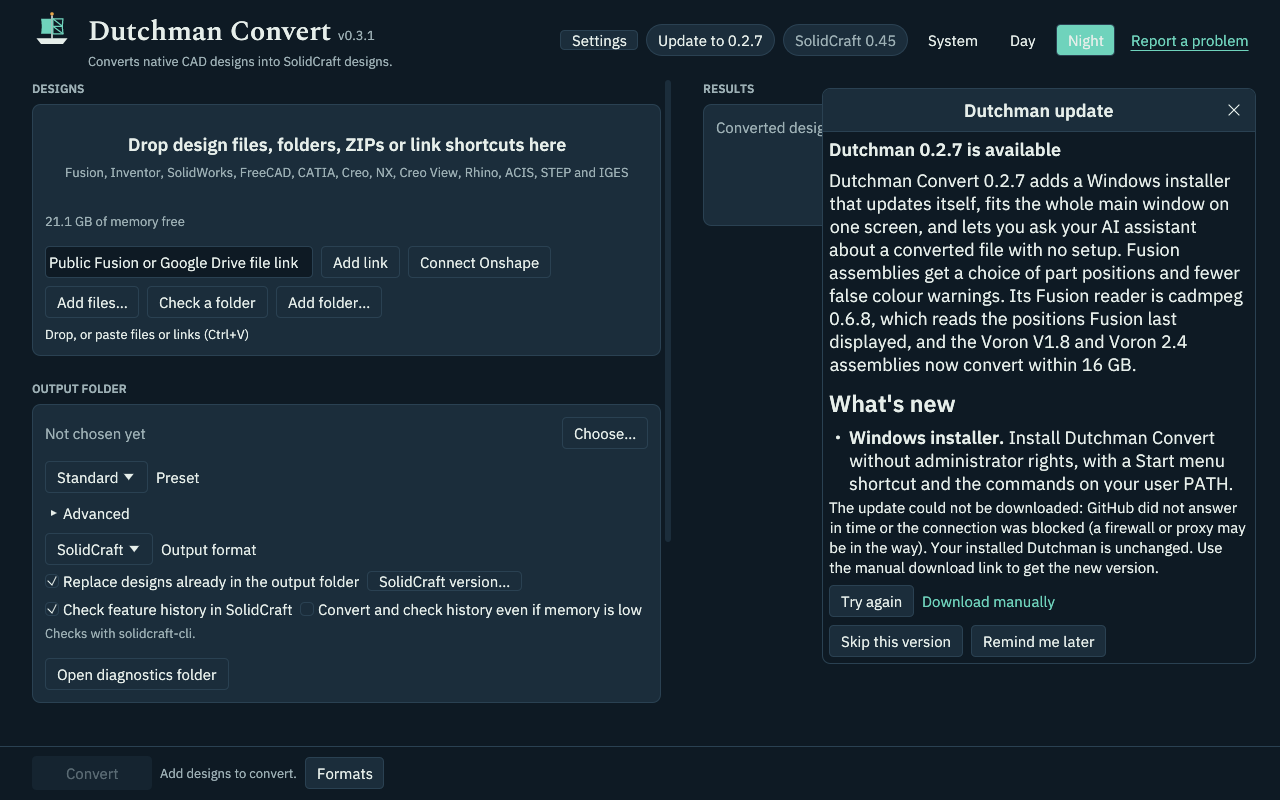 Dutchman Convert v0.3.1
Converts native CAD designs into SolidCraft designs.
Settings
Update to 0.2.7
SolidCraft 0.45
System
Day
Night
Report a problem
DESIGNS
Drop design files, folders, ZIPs or link shortcuts here
Fusion, Inventor, SolidWorks, FreeCAD, CATIA, Creo, NX, Creo View, Rhino, ACIS, STEP and IGES
21.1 GB of memory free
Public Fusion or Google Drive file link
Add link
Connect Onshape
Add files...
Check a folder
Add folder...
Drop, or paste files or links (Ctrl+V)
OUTPUT FOLDER
Not chosen yet
Choose...
Standard
Preset
Advanced
SolidCraft
Output format
Replace designs already in the output folder
SolidCraft version...
Check feature history in SolidCraft
Convert and check history even if memory is low
Checks with solidcraft-cli.
Open diagnostics folder
RESULTS
Converted desig
Dutchman update
Dutchman 0.2.7 is available
Dutchman Convert 0.2.7 adds a Windows installer
that updates itself, fits the whole main window on
one screen, and lets you ask your AI assistant
about a converted file with no setup. Fusion
assemblies get a choice of part positions and fewer
false colour warnings. Its Fusion reader is cadmpeg
0.6.8, which reads the positions Fusion last
displayed, and the Voron V1.8 and Voron 2.4
assemblies now convert within 16 GB.
What's new
• Windows installer. Install Dutchman Convert
without administrator rights, with a Start menu
shortcut and the commands on your user PATH.
The update could not be downloaded: GitHub did not answer
in time or the connection was blocked (a firewall or proxy may
be in the way). Your installed Dutchman is unchanged. Use
the manual download link to get the new version.
Try again
Download manually
Skip this version
Remind me later
Convert
Add designs to convert.
Formats